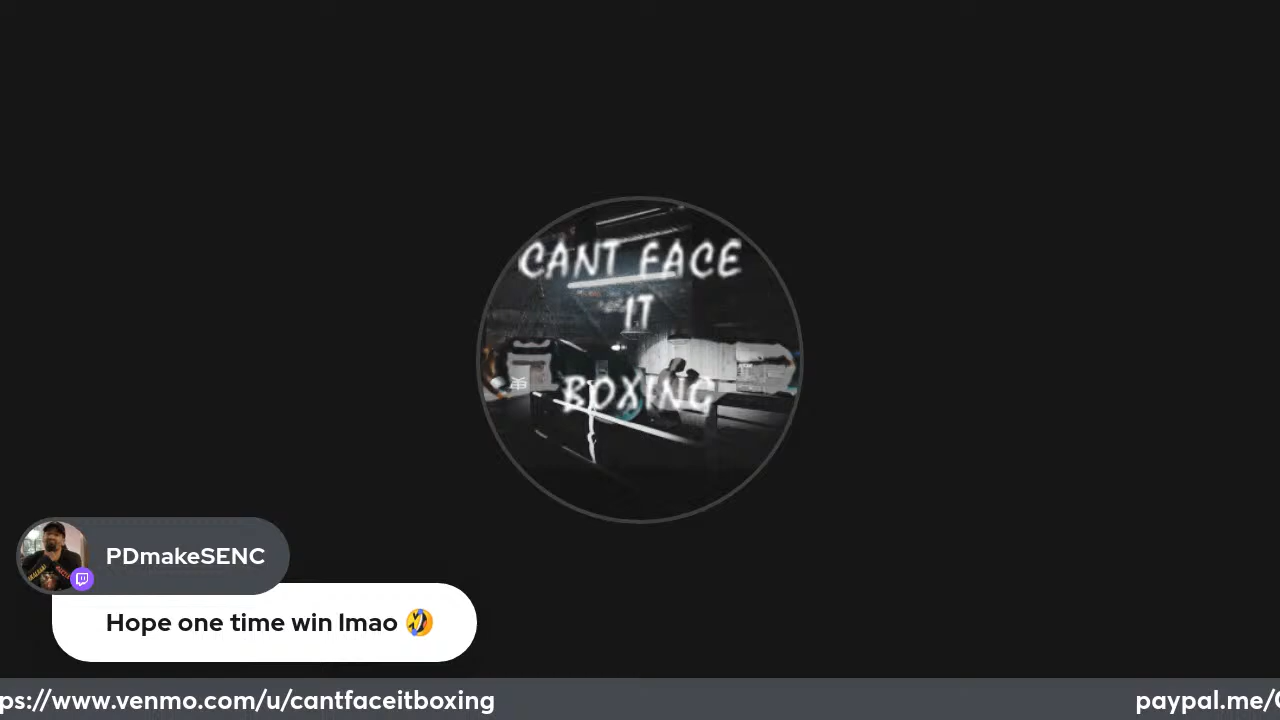 CANT FACE
IT
BOXING
PDmakeSENC
Hope one time win lmao 🤣
ps://www.venmo.com/u/cantfaceitboxing
paypal.me/